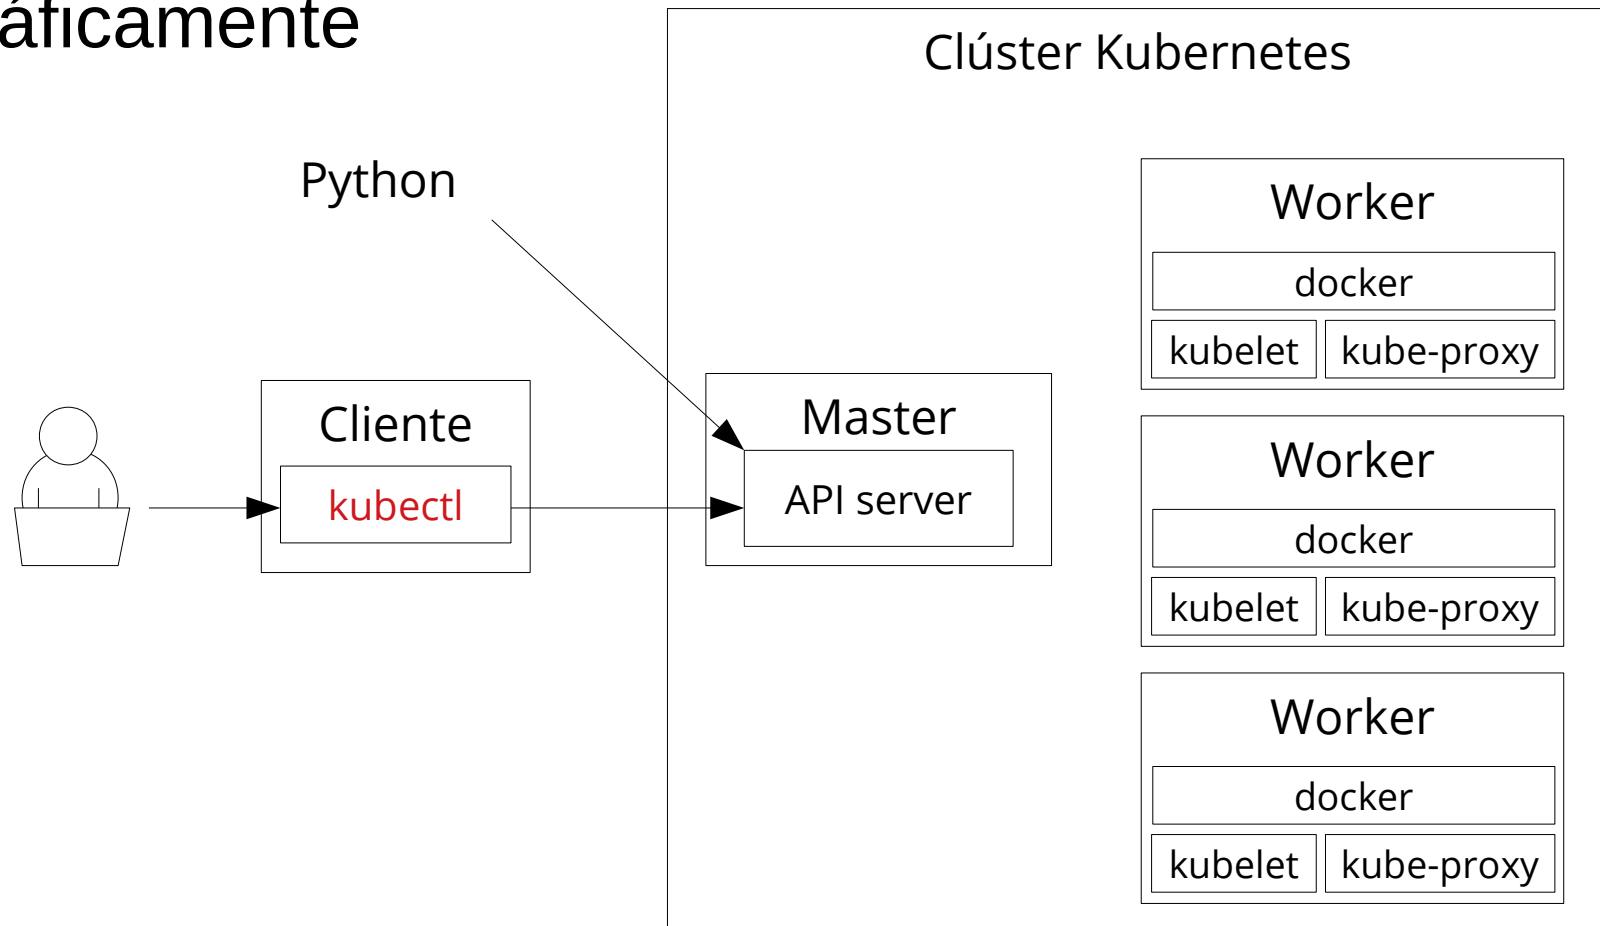 áficamente
Clúster Kubernetes
Python
Cliente
kubectl
Master
API server
Worker
docker
kubelet kube-proxy
Worker
docker
kubelet kube-proxy
Worker
docker
kubelet kube-proxy